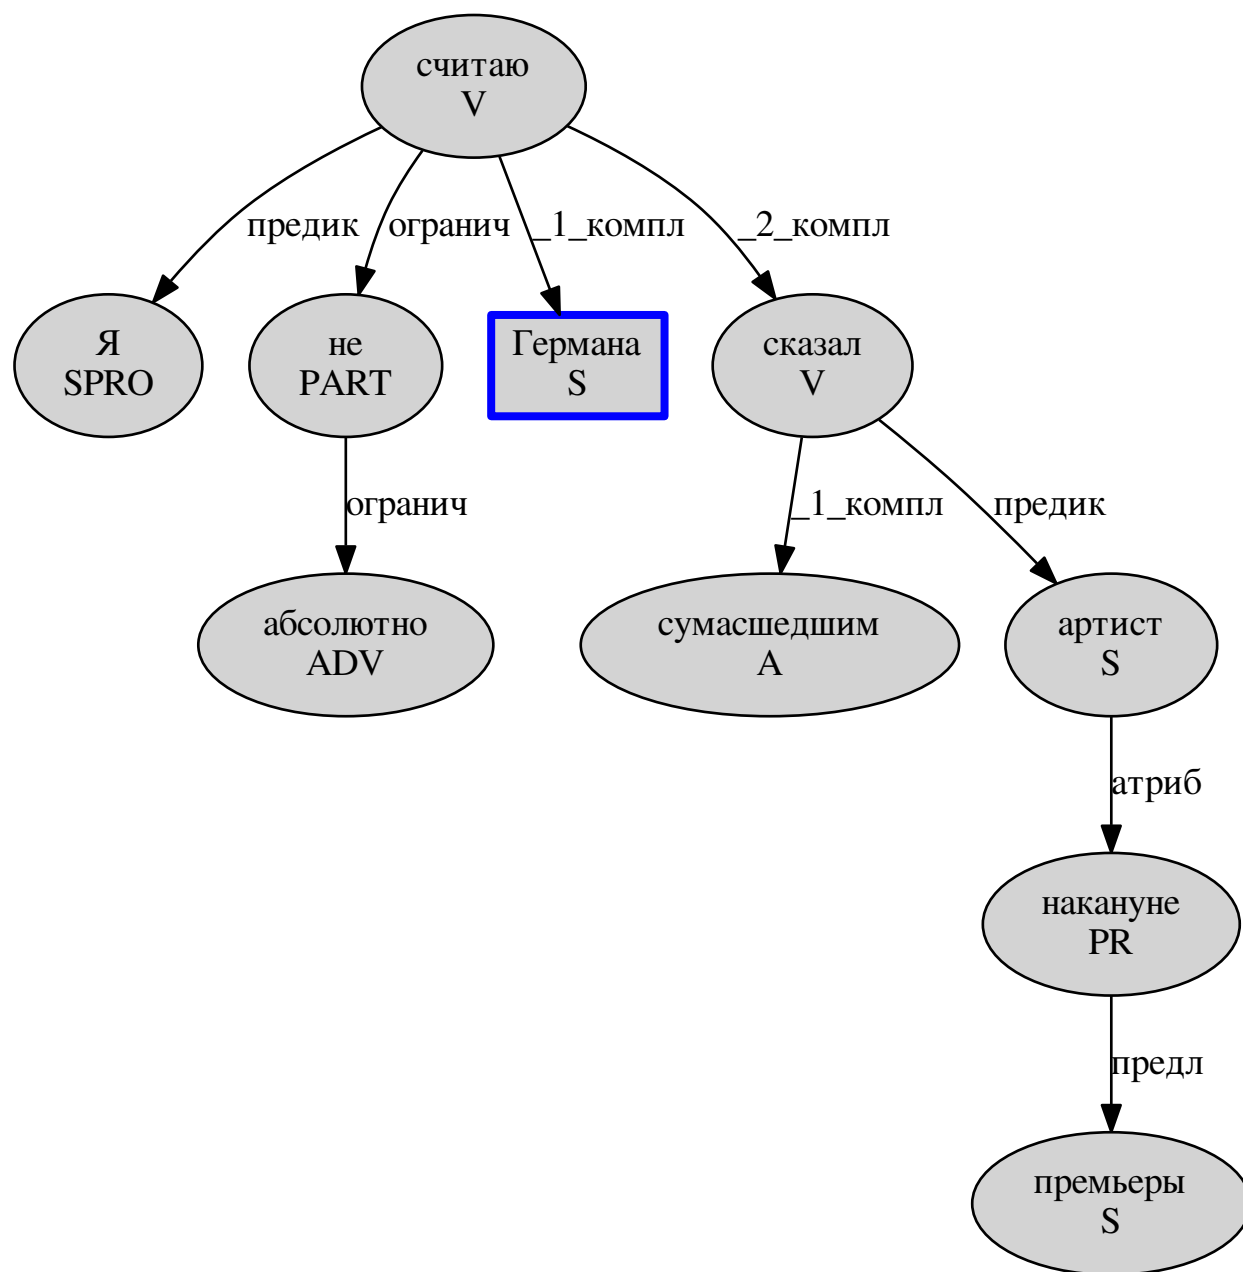 считаю
V
предик
огранич
_1_компл
_2_компл
Я
SPRO
не
PART
Германа
S
сказал
V
огранич
_1_компл
предик
абсолютно
ADV
сумасшедшим
A
артист
S
атриб
накануне
PR
предл
премьеры
S